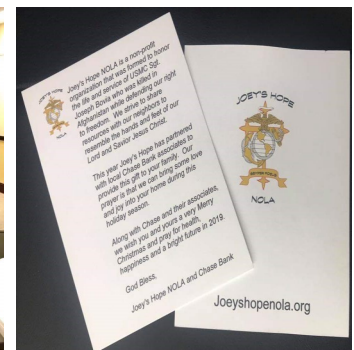 JOEY'S HOPE
NOLA
Joey's Hope NOLA is a non-profit
organization that was formed to honor
the life and service of USMC Sgt.
Joseph Bovia who was killed in
Afghanistan while defending our right
to freedom. We strive to share
resources with our neighbors to
resemble the hands and feet of our
Lord and Savior Jesus Christ.
This year Joey's Hope has partnered
with local Chase Bank associates to
provide this gift to your family. Our
prayer is that we can bring some love
and joy into your home during this
holiday season.
Along with Chase and their associates,
we wish you and yours a very Merry
Christmas and pray for health,
happiness and a bright future in 2019.
God Bless,
Joey's Hope NOLA and Chase Bank
JOEY'S HOPE
SEMPER FIDELIS
NOLA
Joeyshopenola.org